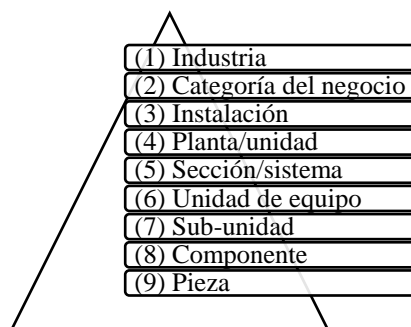 (1) Industria
(2) Categoría del negocio
(3) Instalación
(4) Planta/unidad
(5) Sección/sistema
(6) Unidad de equipo
(7) Sub-unidad
(8) Componente
(9) Pieza